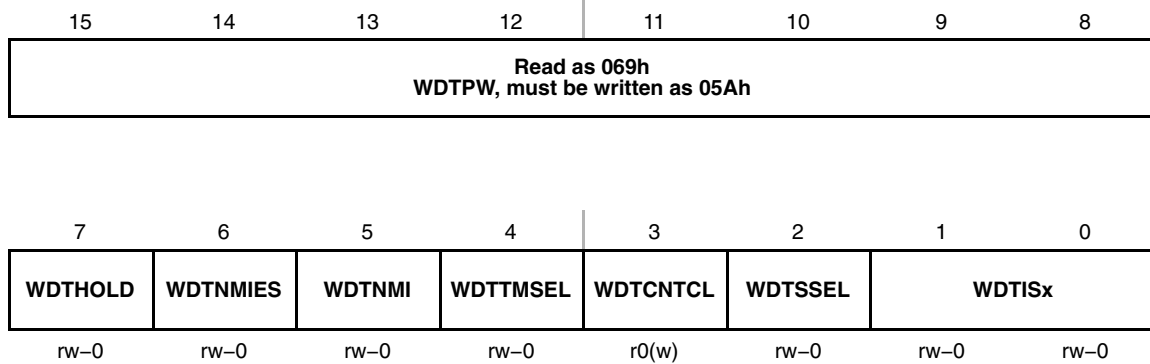 15 14 13 12 11 10 9 8
Read as 069h
WDTPW, must be written as 05Ah
7 6 5 4 3 2 1 0
WDTHOLD WDTNMIES WDTNMI WDTTMSEL WDTCNTCL WDTSSEL WDTISx
rw−0 rw−0 rw−0 rw−0 r0(w) rw−0 rw−0 rw−0